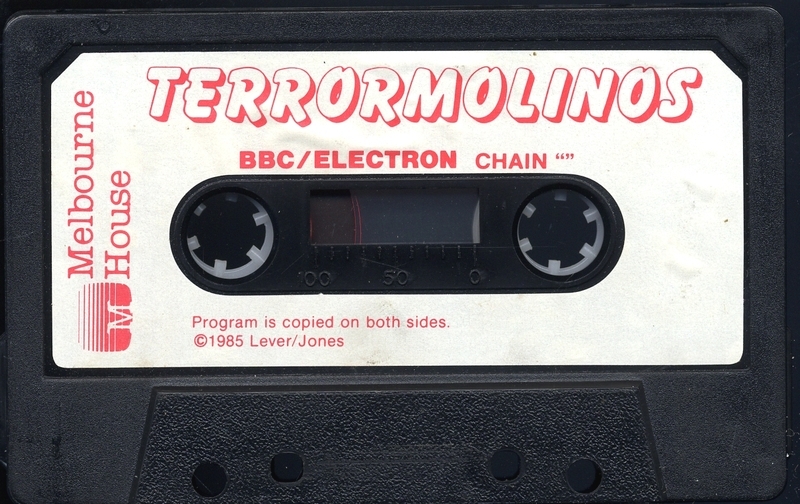 TERRORMOLINOS
BBC/ELECTRON CHAIN “”
Melbourne
House
M
100 50 0
Program is copied on both sides.
©1985 Lever/Jones